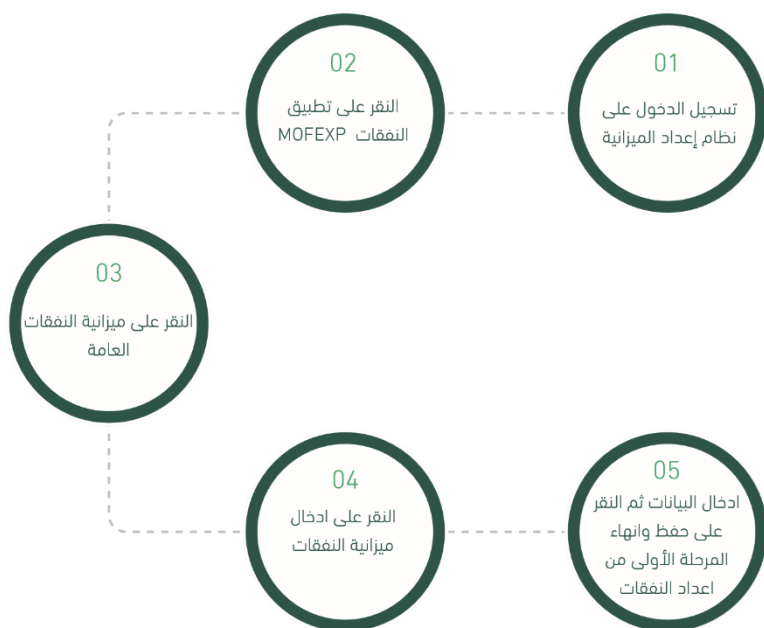 01
تسجيل الدخول على
نظام إعداد الميزانية
02
النقر على تطبيق
النفقات MOFEXP
03
النقر على ميزانية النفقات
العامة
04
النقر على ادخال
ميزانية النفقات
05
ادخال البيانات ثم النقر
على حفظ وانهاء
المرحلة الأولى من
اعداد النفقات